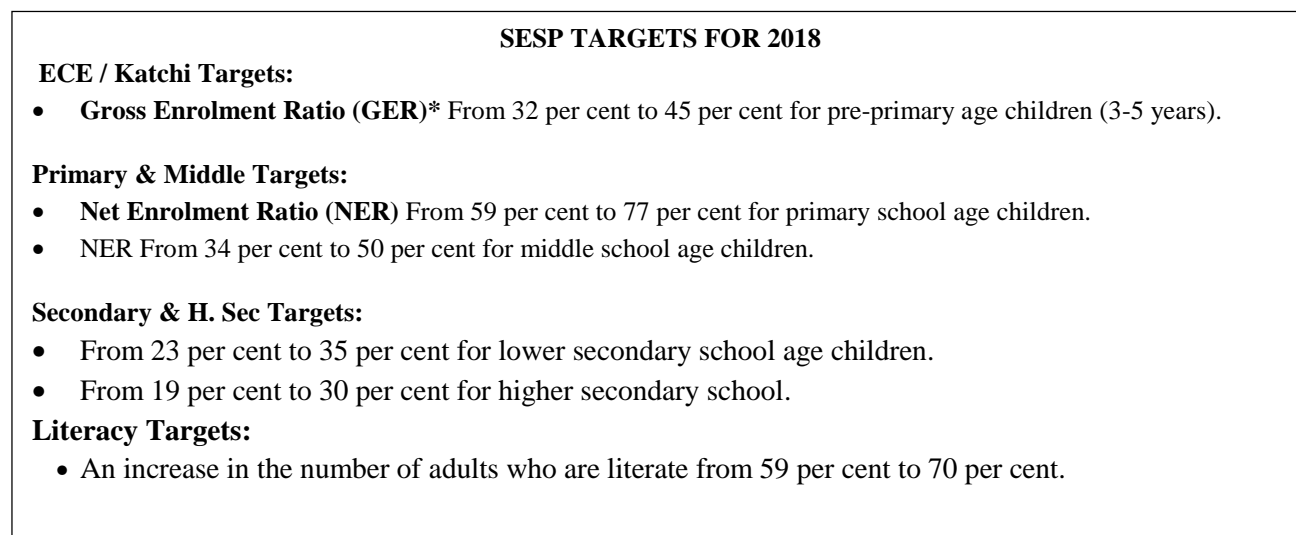 SESP TARGETS FOR 2018
ECE / Katchi Targets:
• Gross Enrolment Ratio (GER)* From 32 per cent to 45 per cent for pre-primary age children (3-5 years).
Primary & Middle Targets:
• Net Enrolment Ratio (NER) From 59 per cent to 77 per cent for primary school age children.
• NER From 34 per cent to 50 per cent for middle school age children.
Secondary & H. Sec Targets:
• From 23 per cent to 35 per cent for lower secondary school age children.
• From 19 per cent to 30 per cent for higher secondary school.
Literacy Targets:
• An increase in the number of adults who are literate from 59 per cent to 70 per cent.